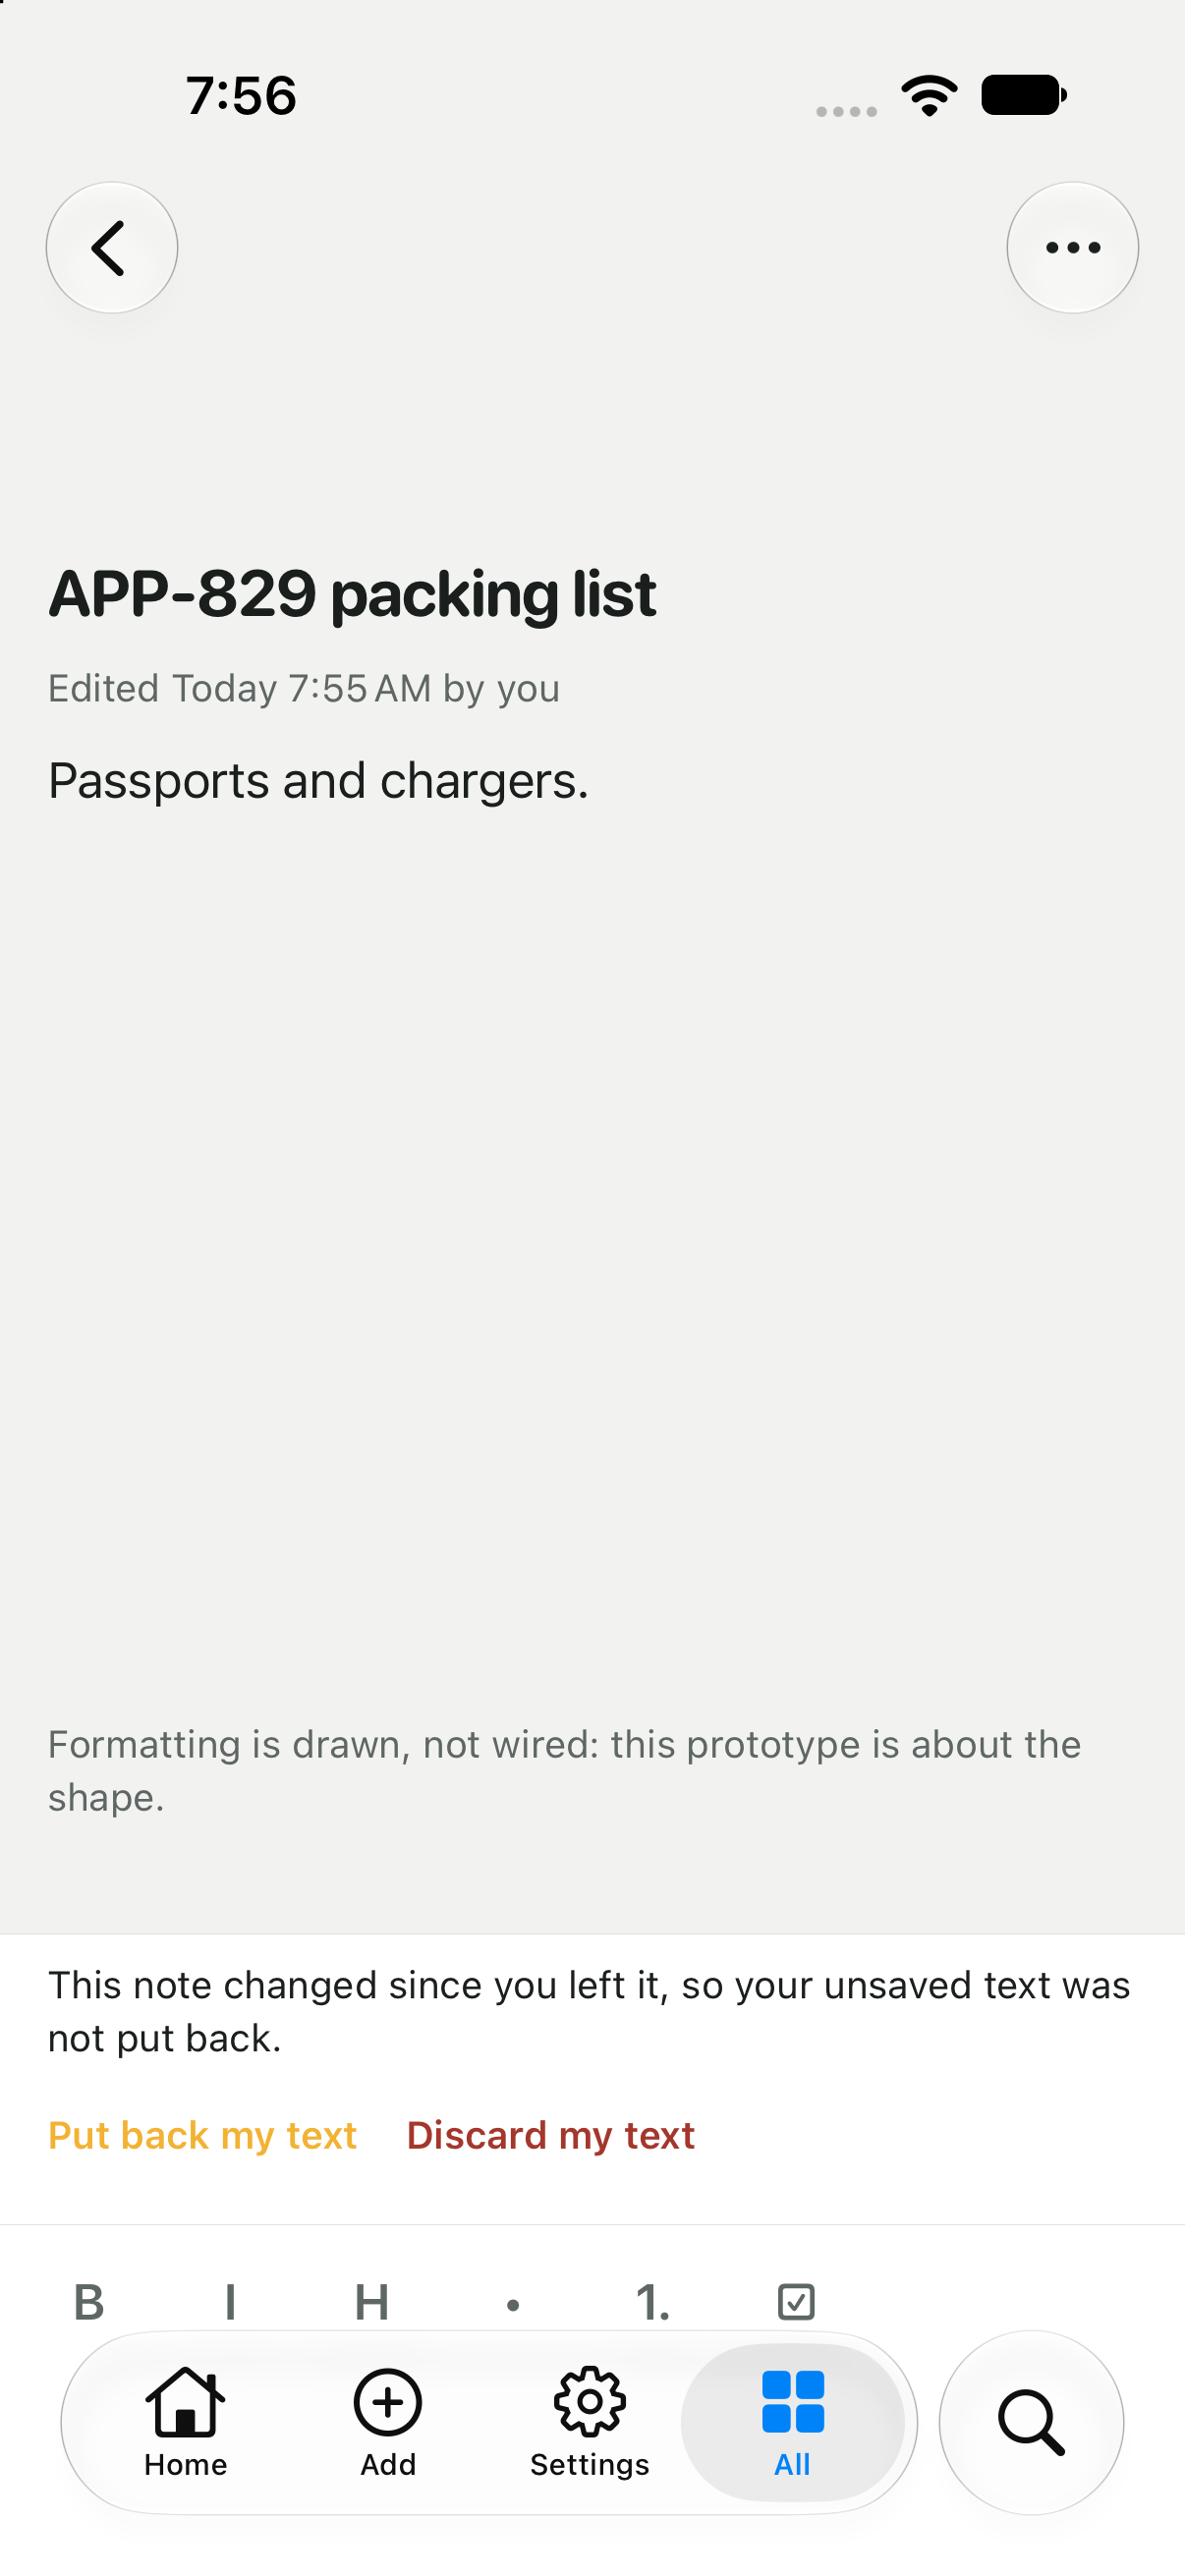 7:56
APP-829 packing list
Edited Today 7:55 AM by you
Passports and chargers.
Formatting is drawn, not wired: this prototype is about the
shape.
This note changed since you left it, so your unsaved text was
not put back.
Put back my text Discard my text
B I H • 1.
Home Add Settings All